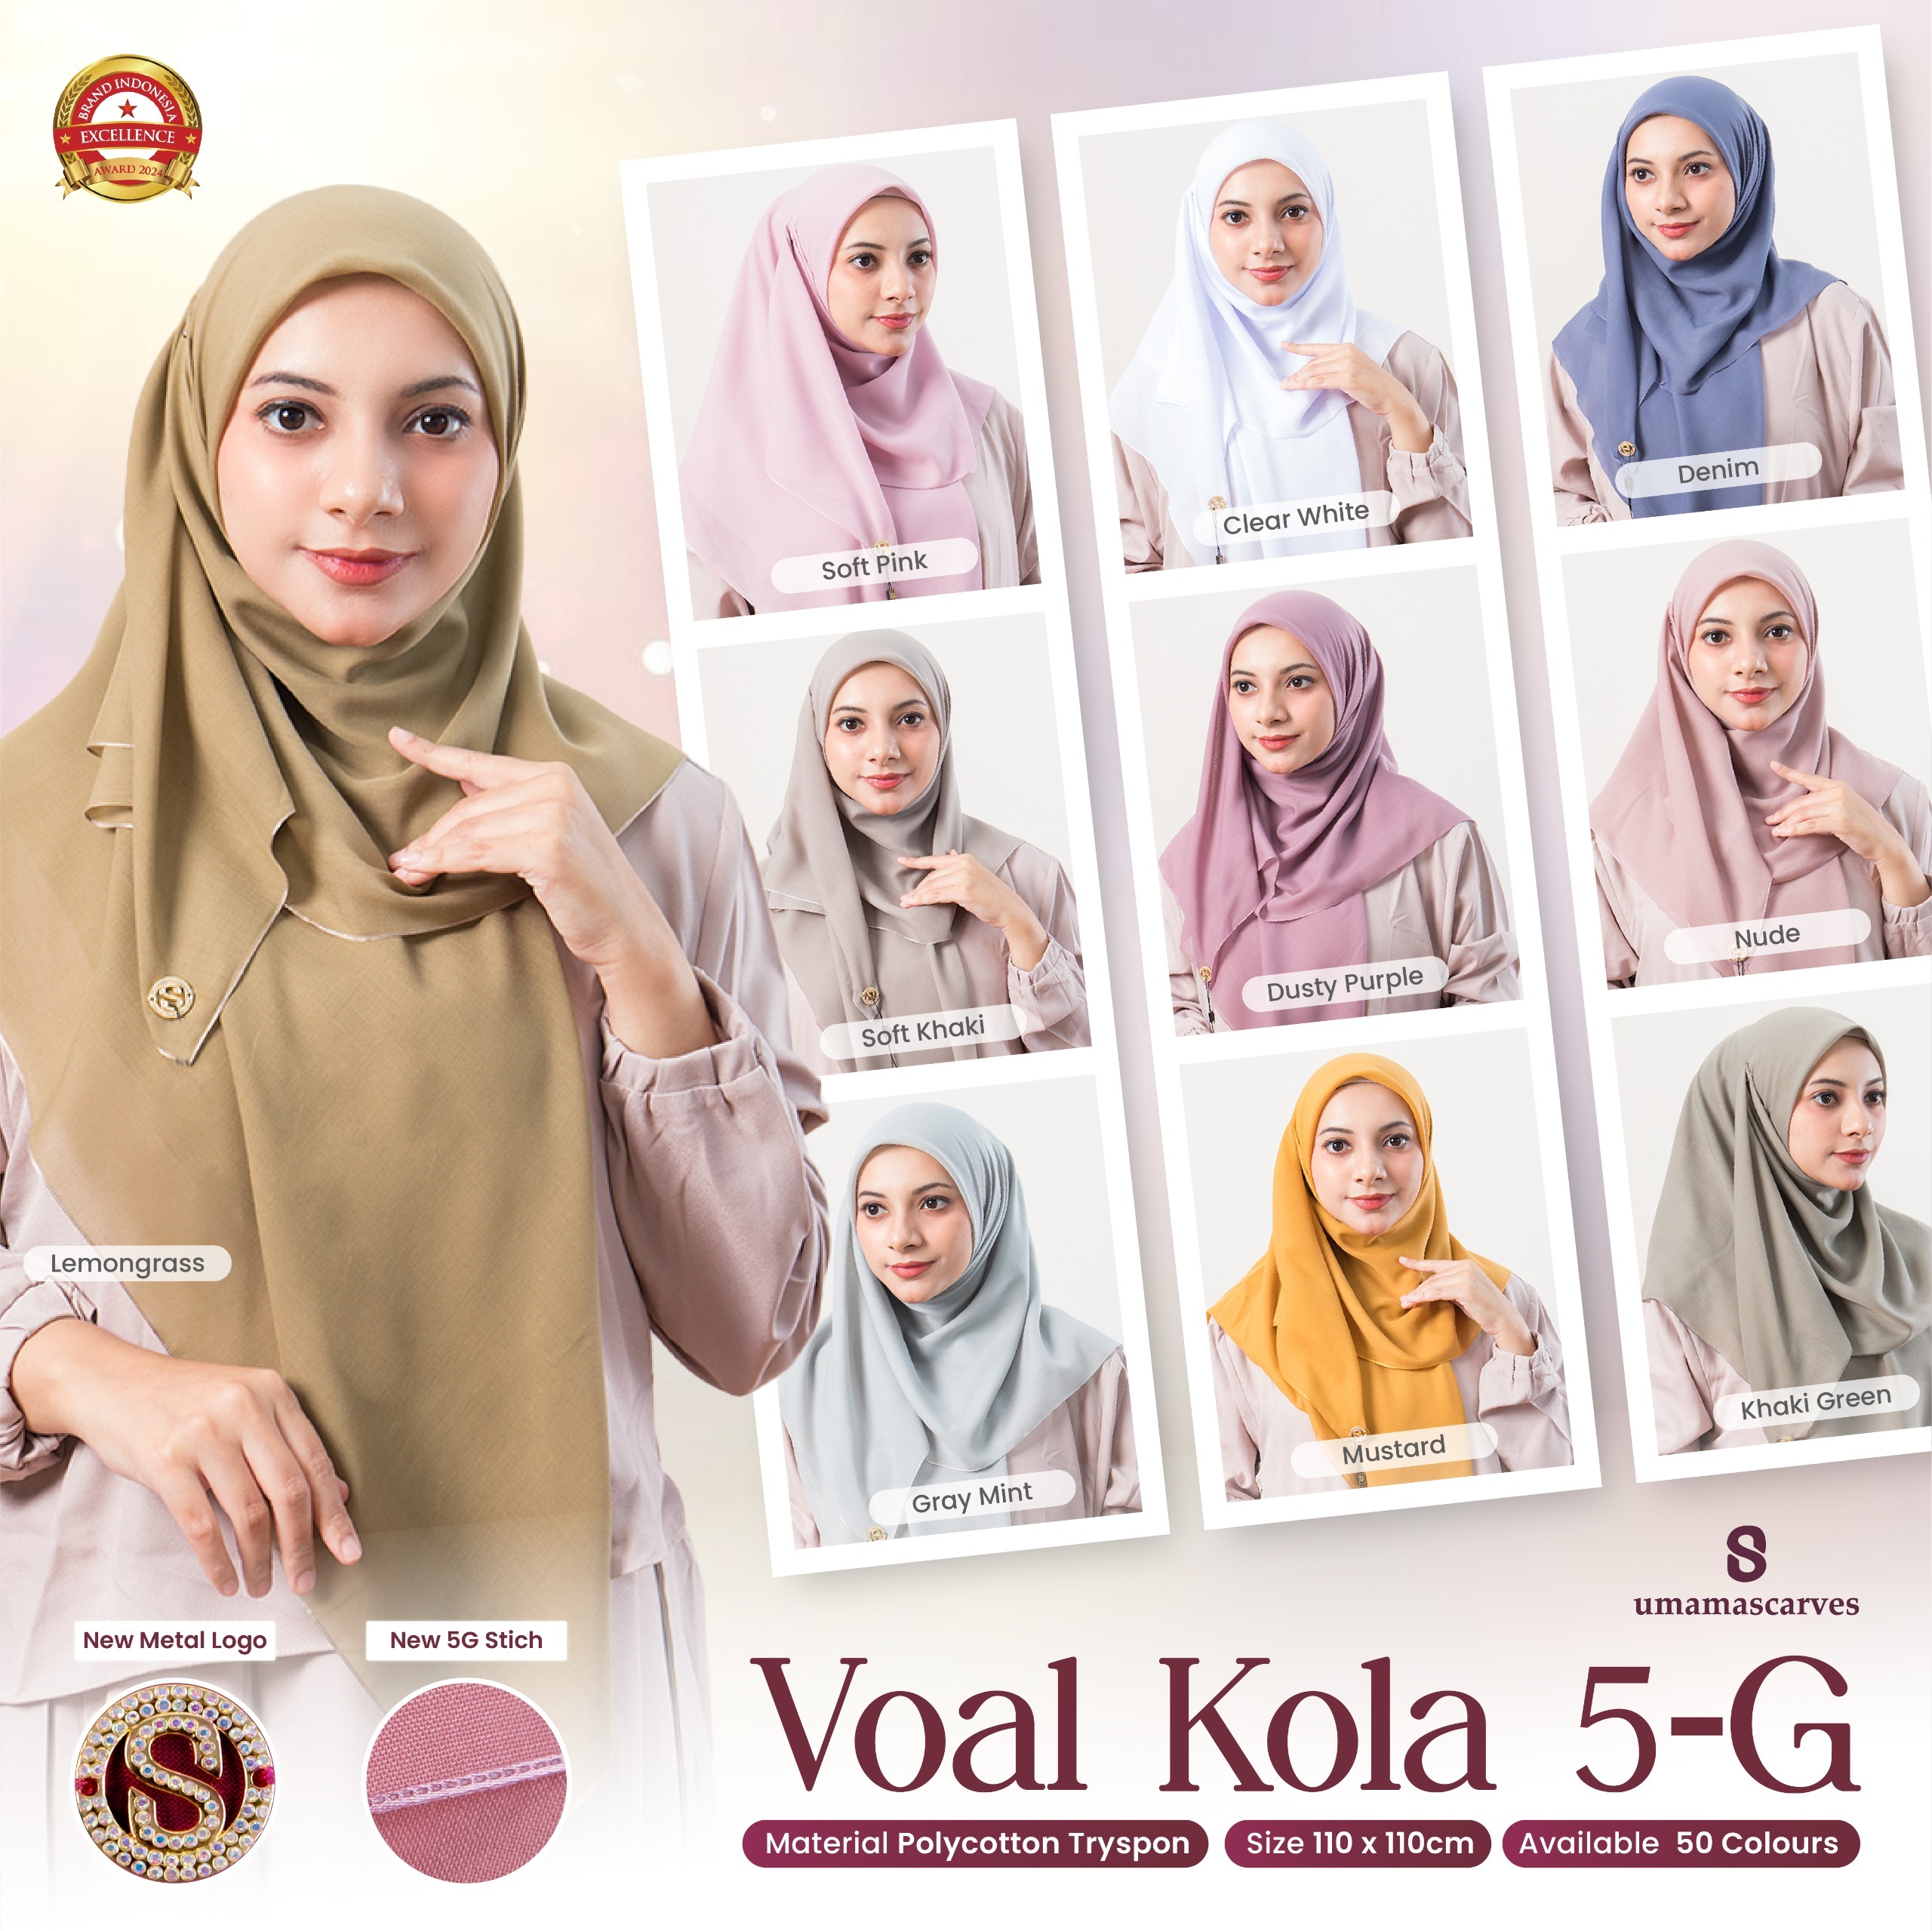 BRAND INDONESIA
EXCELLENCE
AWARD 2024
Soft Pink
Clear White
Denim
Soft Khaki
Dusty Purple
Nude
Gray Mint
Mustard
Khaki Green
Lemongrass
S
umamascarves
New Metal Logo
New 5G Stich
S
Voal Kola 5-G
Material Polycotton Tryspon
Size 110 x 110cm
Available 50 Colours